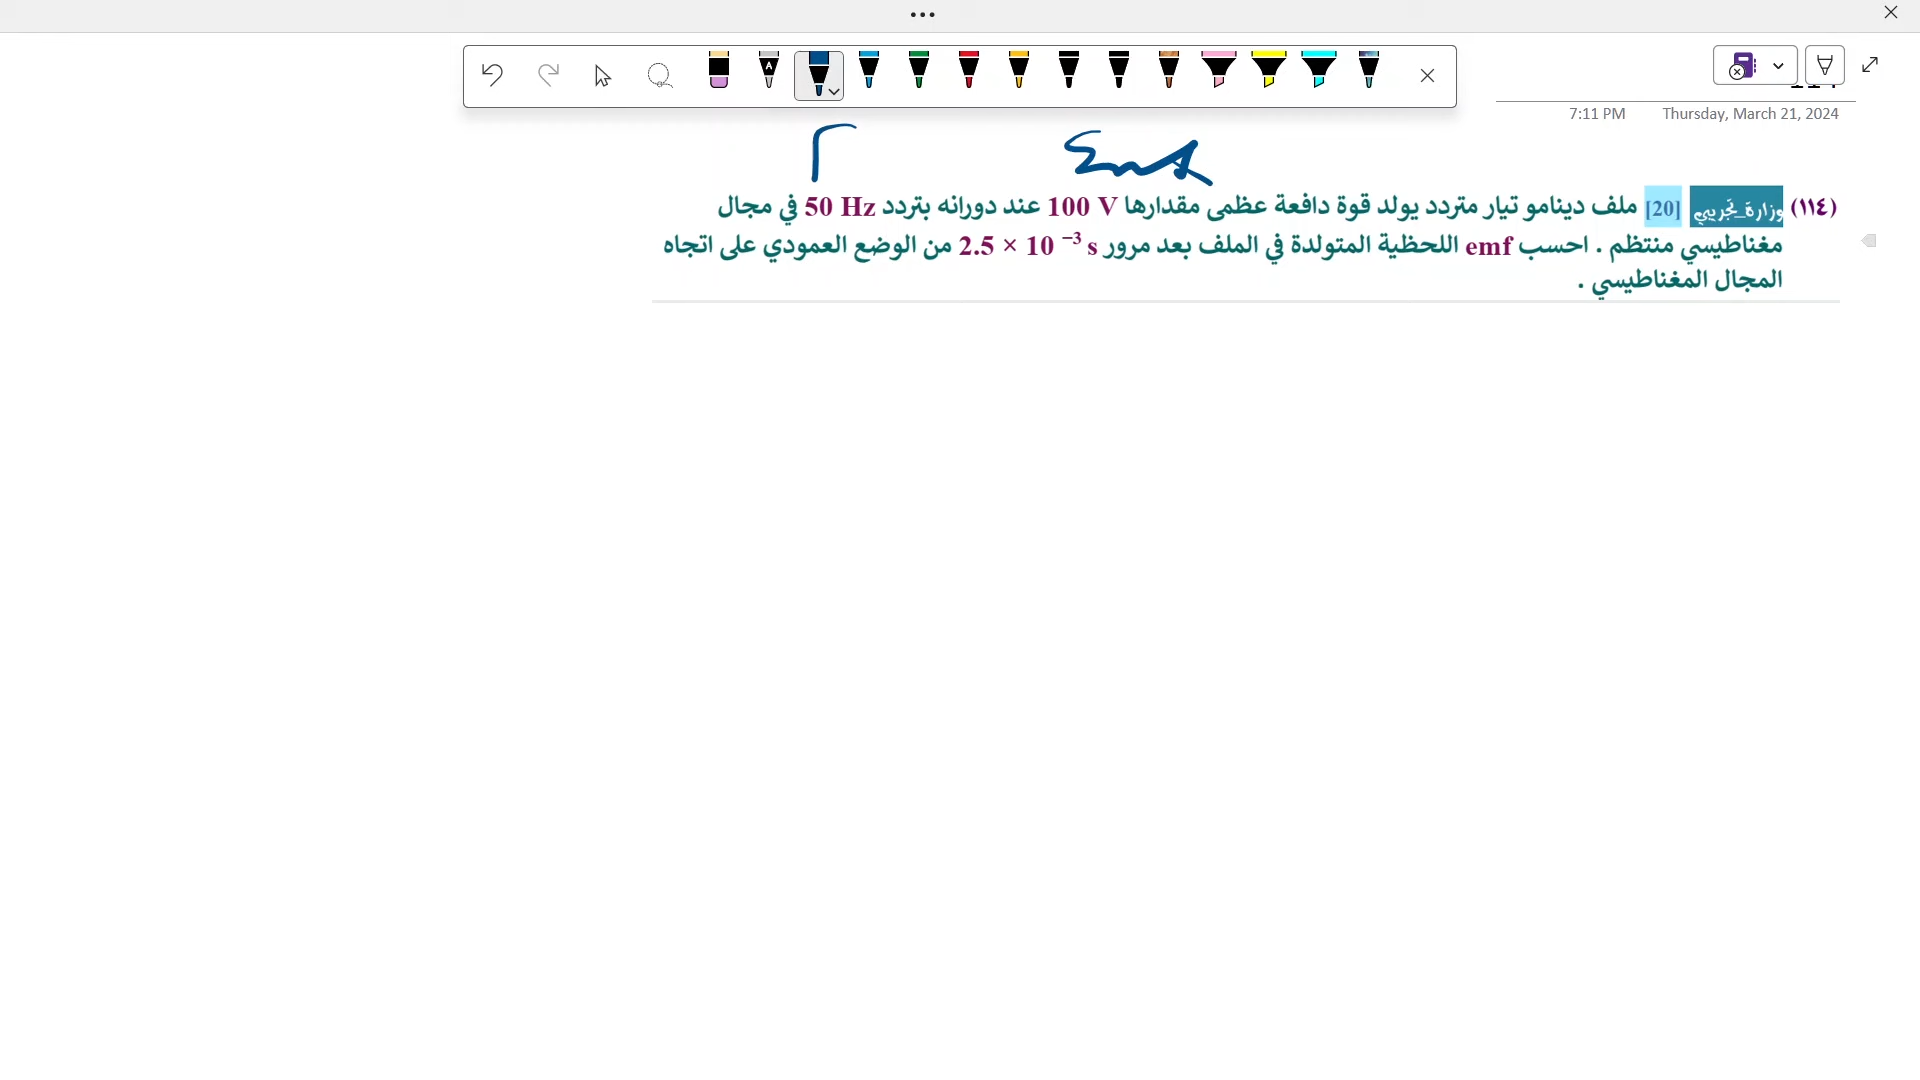 7:11 PM Thursday, March 21, 2024
(١١٤) وزارة_تجريبي [20] ملف دينامو تيار متردد يولد قوة دافعة عظمى مقدارها 100 V عند دورانه بتردد 50 Hz في مجال
مغناطيسي منتظم . احسب emf اللحظية المتولدة في الملف بعد مرور 2.5 × 10 ⁻³ s من الوضع العمودي على اتجاه
المجال المغناطيسي .